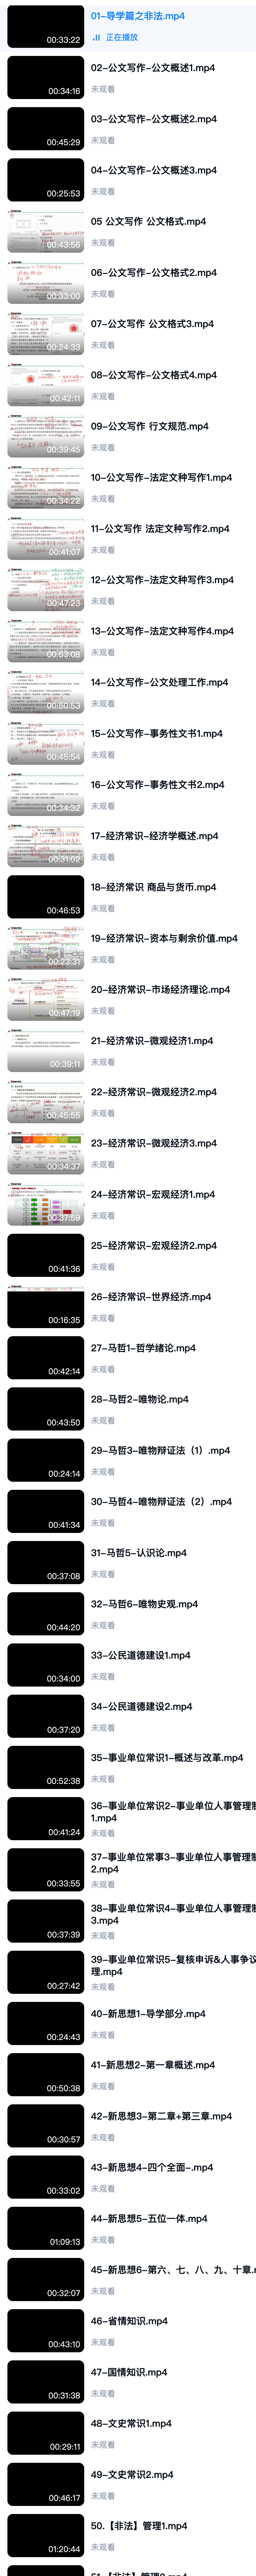 01-导学篇之非法.mp4
正在播放
00:33:22
02-公文写作-公文概述1.mp4
未观看
00:34:16
03-公文写作-公文概述2.mp4
未观看
00:45:29
04-公文写作-公文概述3.mp4
未观看
00:25:53
05 公文写作 公文格式.mp4
未观看
00:43:56
06-公文写作-公文格式2.mp4
未观看
00:33:00
07-公文写作 公文格式3.mp4
未观看
00:24:33
08-公文写作-公文格式4.mp4
未观看
00:42:11
09-公文写作 行文规范.mp4
未观看
00:39:45
10-公文写作-法定文种写作1.mp4
未观看
00:34:22
11-公文写作 法定文种写作2.mp4
未观看
00:41:07
12-公文写作-法定文种写作3.mp4
未观看
00:47:23
13-公文写作-法定文种写作4.mp4
未观看
00:53:08
14-公文写作-公文处理工作.mp4
未观看
00:50:53
15-公文写作-事务性文书1.mp4
未观看
00:45:54
16-公文写作-事务性文书2.mp4
未观看
00:34:32
17-经济常识-经济学概述.mp4
未观看
00:31:02
18-经济常识 商品与货币.mp4
未观看
00:46:53
19-经济常识-资本与剩余价值.mp4
未观看
20-经济常识-市场经济理论.mp4
未观看
00:47:19
21-经济常识-微观经济1.mp4
未观看
00:39:11
22-经济常识-微观经济2.mp4
未观看
00:45:55
23-经济常识-微观经济3.mp4
未观看
00:34:37
24-经济常识-宏观经济1.mp4
未观看
00:37:59
25-经济常识-宏观经济2.mp4
未观看
00:41:36
26-经济常识-世界经济.mp4
未观看
00:16:35
27-马哲1-哲学绪论.mp4
未观看
00:42:14
28-马哲2-唯物论.mp4
未观看
00:43:50
29-马哲3-唯物辩证法（1）.mp4
未观看
00:24:14
30-马哲4-唯物辩证法（2）.mp4
未观看
00:41:34
31-马哲5-认识论.mp4
未观看
00:37:08
32-马哲6-唯物史观.mp4
未观看
00:44:20
33-公民道德建设1.mp4
未观看
00:34:00
34-公民道德建设2.mp4
未观看
00:37:20
35-事业单位常识1-概述与改革.mp4
未观看
00:52:38
36-事业单位常识2-事业单位人事管理制
1.mp4
未观看
00:41:24
37-事业单位常事3-事业单位人事管理制
2.mp4
未观看
00:33:55
38-事业单位常识4-事业单位人事管理制
3.mp4
未观看
00:37:39
39-事业单位常识5-复核申诉&人事争议
理.mp4
未观看
00:27:42
40-新思想1-导学部分.mp4
未观看
00:24:43
41-新思想2-第一章概述.mp4
未观看
00:50:38
42-新思想3-第二章+第三章.mp4
未观看
00:30:57
43-新思想4-四个全面-.mp4
未观看
00:33:02
44-新思想5-五位一体.mp4
未观看
01:09:13
45-新思想6-第六、七、八、九、十章.
未观看
00:32:07
46-省情知识.mp4
未观看
00:43:10
47-国情知识.mp4
未观看
00:31:38
48-文史常识1.mp4
未观看
00:29:11
49-文史常识2.mp4
未观看
00:46:17
50.【非法】管理1.mp4
未观看
01:20:44